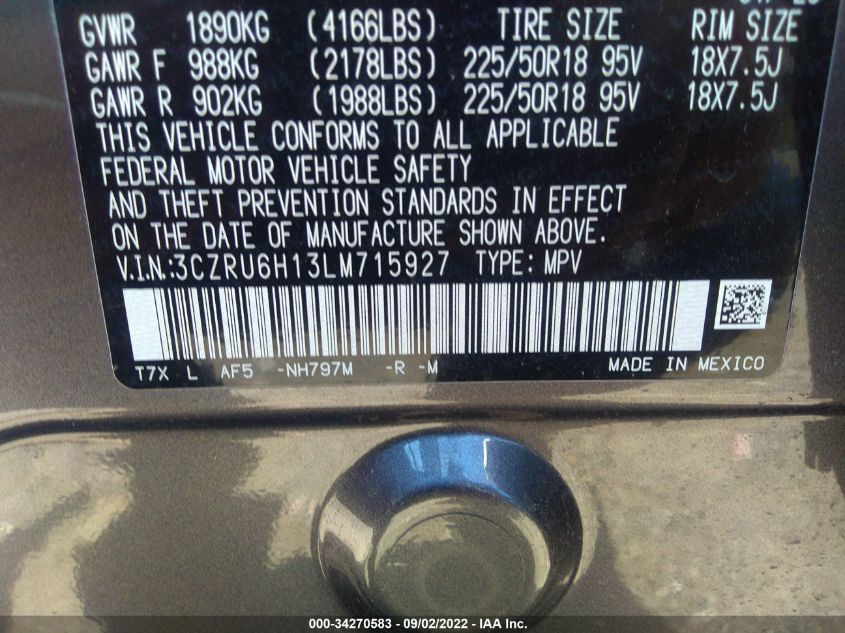 GVWR 1890KG (4166LBS) TIRE SIZE RIM SIZE
GAWR F 988KG (2178LBS) 225/50R18 95V 18X7.5J
GAWR R 902KG (1988LBS) 225/50R18 95V 18X7.5J
THIS VEHICLE CONFORMS TO ALL APPLICABLE
FEDERAL MOTOR VEHICLE SAFETY
AND THEFT PREVENTION STANDARDS IN EFFECT
ON THE DATE OF MANUFACTURE SHOWN ABOVE.
V.I.N:3CZRU6H13LM715927 TYPE: MPV
T7X L AF5 -NH797M -R -M MADE IN MEXICO
000-34270583 - 09/02/2022 - IAA Inc.